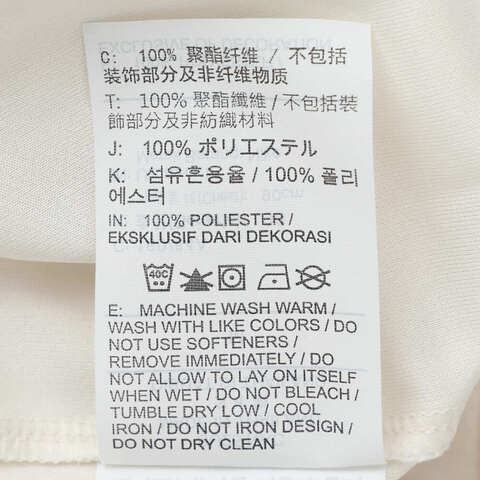 C: 100% 聚酯纤维 / 不包括
装饰部分及非纤维物质
T: 100% 聚酯纖維 / 不包括裝
飾部分及非紡織材料
J: 100% ポリエステル
K: 섬유혼용율 / 100% 폴리
에스터
IN: 100% POLIESTER /
EKSKLUSIF DARI DEKORASI
40C
E: MACHINE WASH WARM /
WASH WITH LIKE COLORS / DO
NOT USE SOFTENERS /
REMOVE IMMEDIATELY / DO
NOT ALLOW TO LAY ON ITSELF
WHEN WET / DO NOT BLEACH /
TUMBLE DRY LOW / COOL
IRON / DO NOT IRON DESIGN /
DO NOT DRY CLEAN